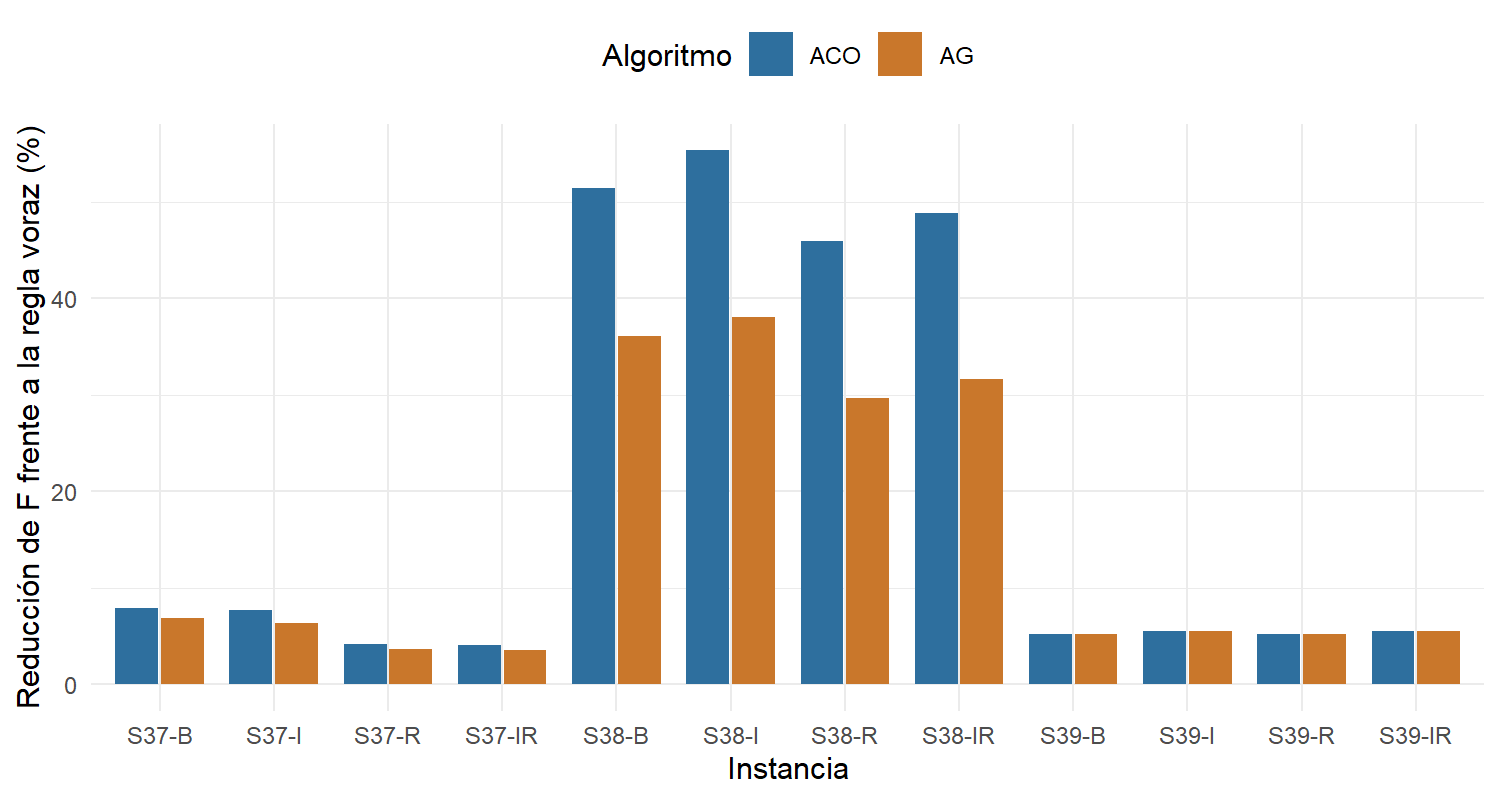 Algoritmo ACO AG
Reducción de F frente a la regla voraz (%)
40
20
0
S37-B S37-I S37-R S37-IR S38-B S38-I S38-R S38-IR S39-B S39-I S39-R S39-IR
Instancia